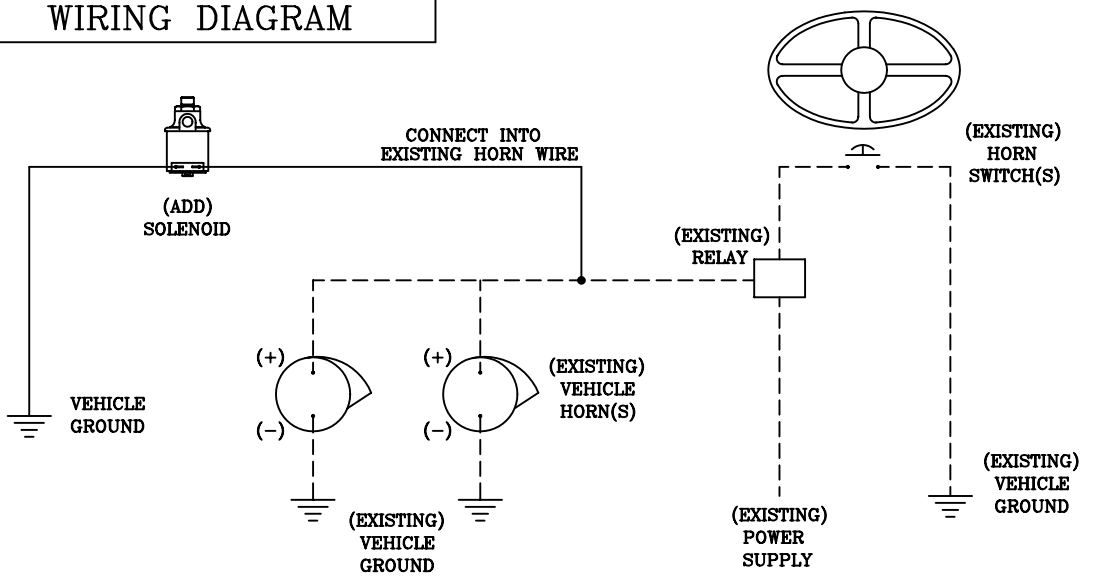 WIRING DIAGRAM
CONNECT INTO
EXISTING HORN WIRE
(EXISTING)
HORN
SWITCH(S)
(ADD)
SOLENOID
(EXISTING)
RELAY
(+)
(+)
(EXISTING)
VEHICLE
HORN(S)
VEHICLE
GROUND
(-)
(-)
(EXISTING)
VEHICLE
GROUND
(EXISTING)
POWER
SUPPLY
(EXISTING)
VEHICLE
GROUND